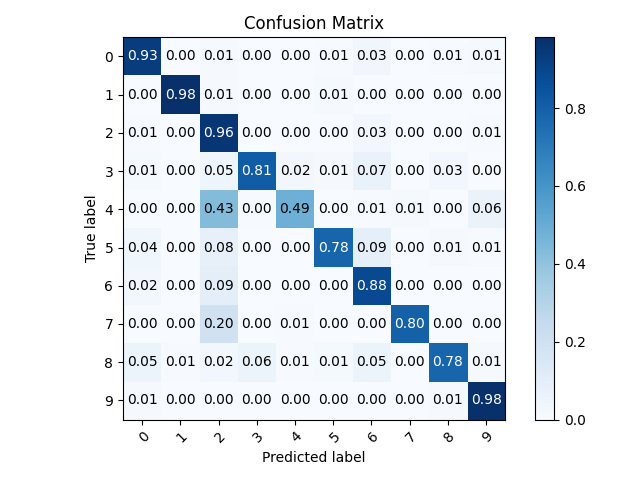 Confusion Matrix
0 0.93 0.00 0.01 0.00 0.00 0.01 0.03 0.00 0.01 0.01
1 0.00 0.98 0.01 0.00 0.00 0.01 0.00 0.00 0.00 0.00
2 0.01 0.00 0.96 0.00 0.00 0.00 0.03 0.00 0.00 0.01
3 0.01 0.00 0.05 0.81 0.02 0.01 0.07 0.00 0.03 0.00
4 0.00 0.00 0.43 0.00 0.49 0.00 0.01 0.01 0.00 0.06
5 0.04 0.00 0.08 0.00 0.00 0.78 0.09 0.00 0.01 0.01
6 0.02 0.00 0.09 0.00 0.00 0.00 0.88 0.00 0.00 0.00
7 0.00 0.00 0.20 0.00 0.01 0.00 0.00 0.80 0.00 0.00
8 0.05 0.01 0.02 0.06 0.01 0.01 0.05 0.00 0.78 0.01
9 0.01 0.00 0.00 0.00 0.00 0.00 0.00 0.00 0.01 0.98
0 1 2 3 4 5 6 7 8 9
Predicted label
True label
0.8
0.6
0.4
0.2
0.0